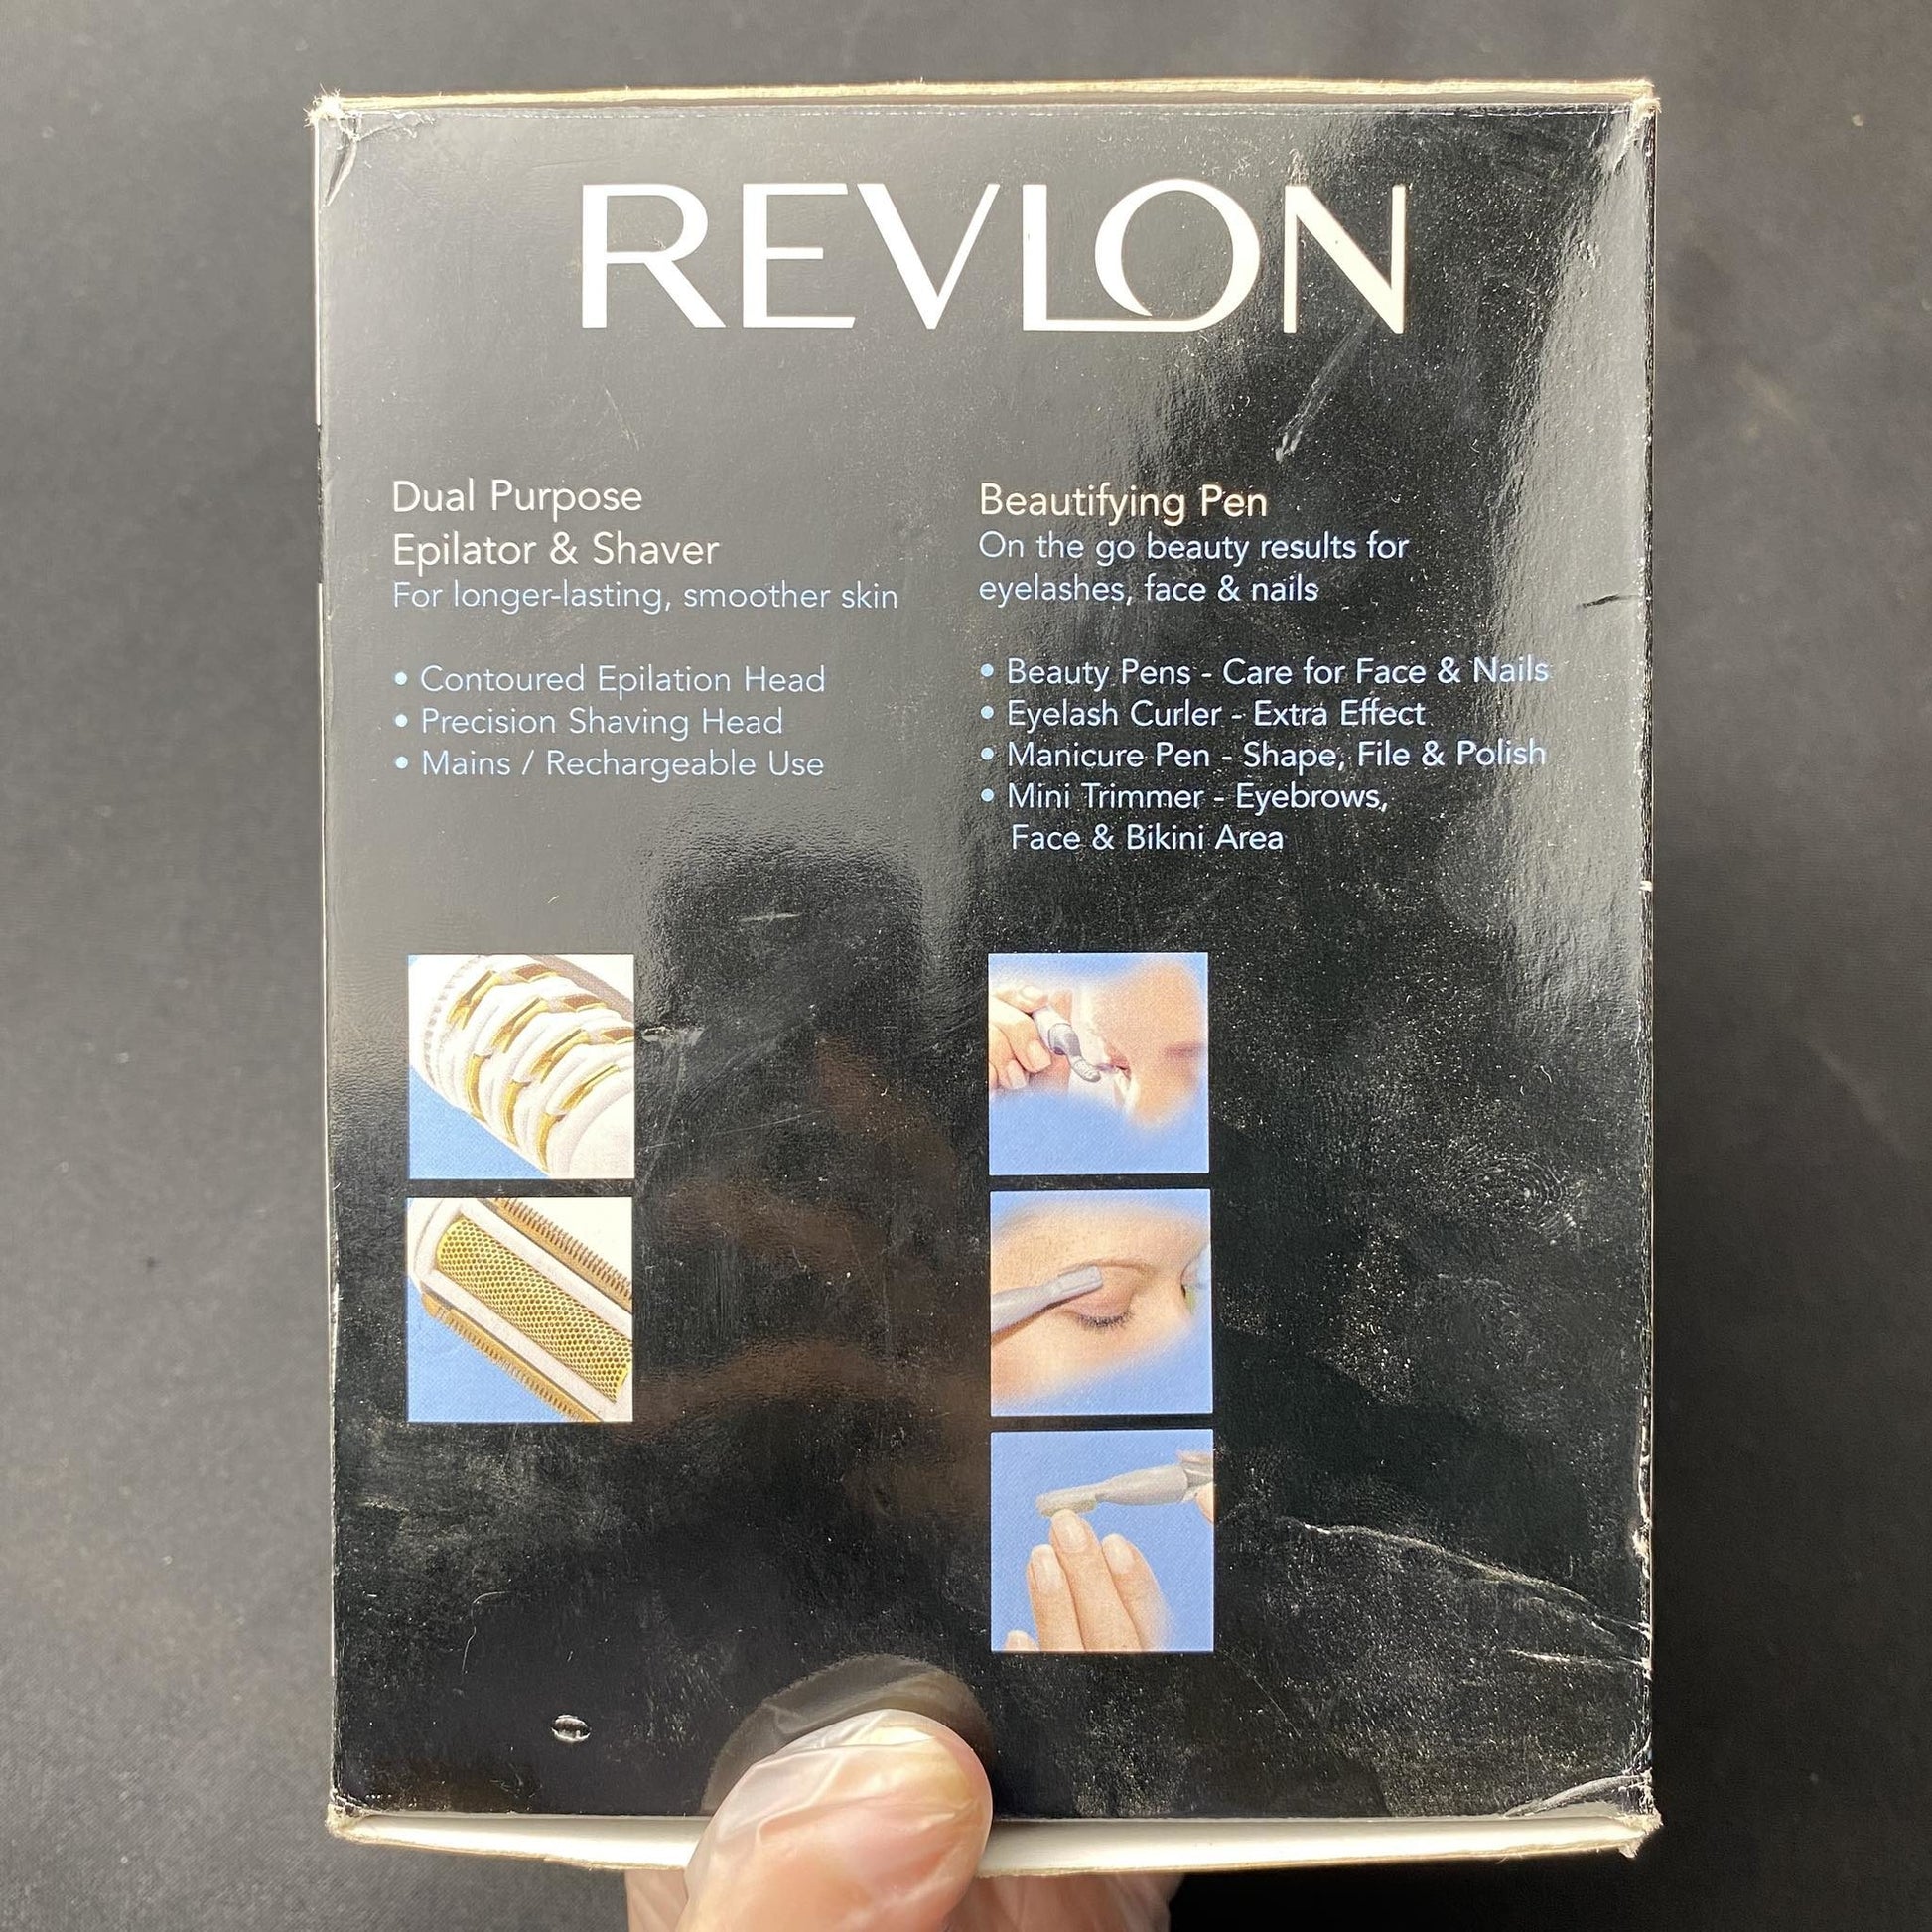 REVLON
Dual Purpose
Epilator & Shaver
For longer-lasting, smoother skin
• Contoured Epilation Head
• Precision Shaving Head
• Mains / Rechargeable Use
Beautifying Pen
On the go beauty results for
eyelashes, face & nails
• Beauty Pens - Care for Face & Nails
• Eyelash Curler - Extra Effect
• Manicure Pen - Shape, File & Polish
• Mini Trimmer - Eyebrows,
Face & Bikini Area